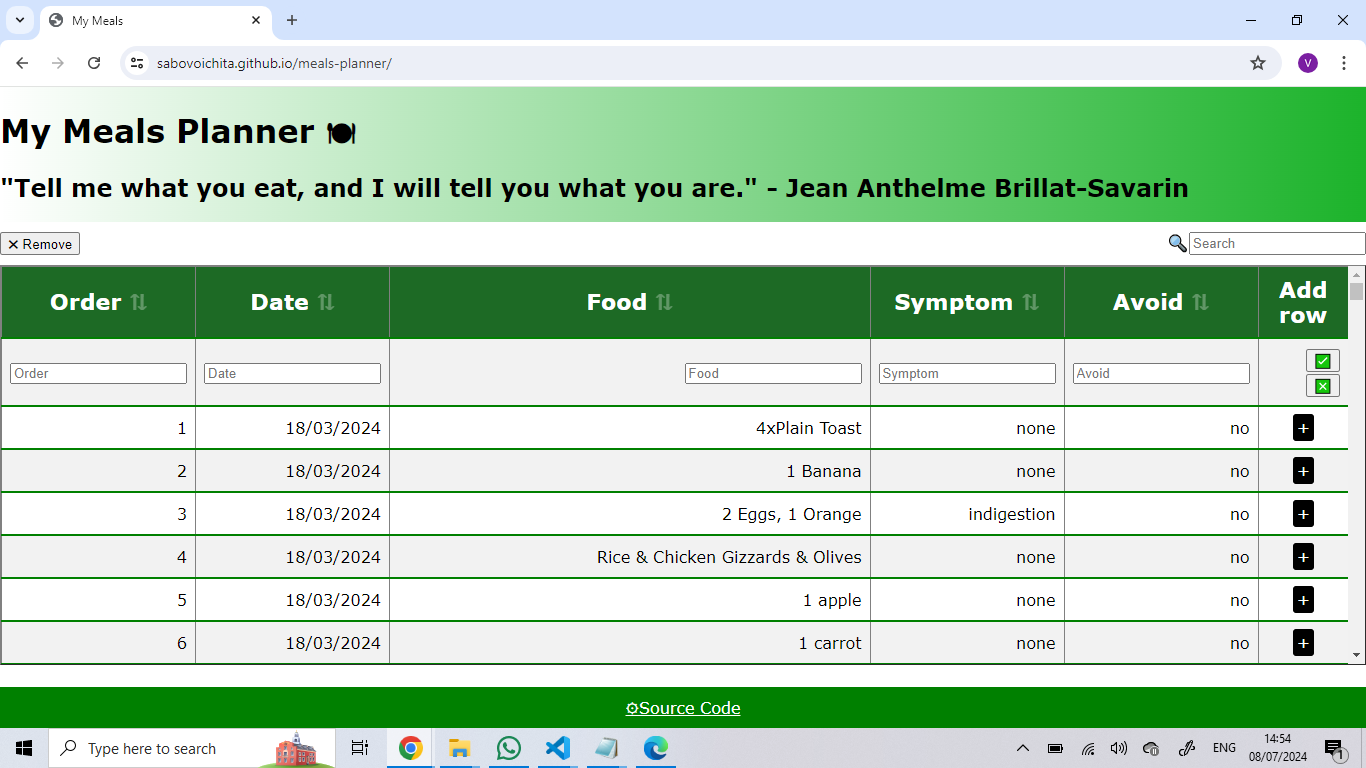 My Meals
sabovoichita.github.io/meals-planner/
V
My Meals Planner 🍽
"Tell me what you eat, and I will tell you what you are." - Jean Anthelme Brillat-Savarin
✕ Remove
🔍 Search
Order ⇅ Date ⇅ Food ⇅ Symptom ⇅ Avoid ⇅ Add row
Order Date Food Symptom Avoid ✅ ❎
1 18/03/2024 4xPlain Toast none no +
2 18/03/2024 1 Banana none no +
3 18/03/2024 2 Eggs, 1 Orange indigestion no +
4 18/03/2024 Rice & Chicken Gizzards & Olives none no +
5 18/03/2024 1 apple none no +
6 18/03/2024 1 carrot none no +
⚙Source Code
Type here to search
ENG
14:54
08/07/2024
1